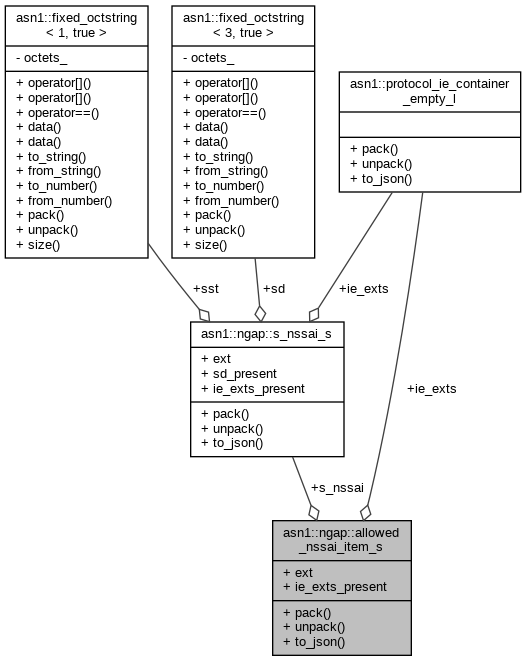 asn1::fixed_octstring
< 1, true >
- octets_
+ operator[]()
+ operator[]()
+ operator==()
+ data()
+ data()
+ to_string()
+ from_string()
+ to_number()
+ from_number()
+ pack()
+ unpack()
+ size()
asn1::fixed_octstring
< 3, true >
- octets_
+ operator[]()
+ operator[]()
+ operator==()
+ data()
+ data()
+ to_string()
+ from_string()
+ to_number()
+ from_number()
+ pack()
+ unpack()
+ size()
asn1::protocol_ie_container
_empty_l
+ pack()
+ unpack()
+ to_json()
+sst
+sd
+ie_exts
asn1::ngap::s_nssai_s
+ ext
+ sd_present
+ ie_exts_present
+ pack()
+ unpack()
+ to_json()
+ie_exts
+s_nssai
asn1::ngap::allowed
_nssai_item_s
+ ext
+ ie_exts_present
+ pack()
+ unpack()
+ to_json()